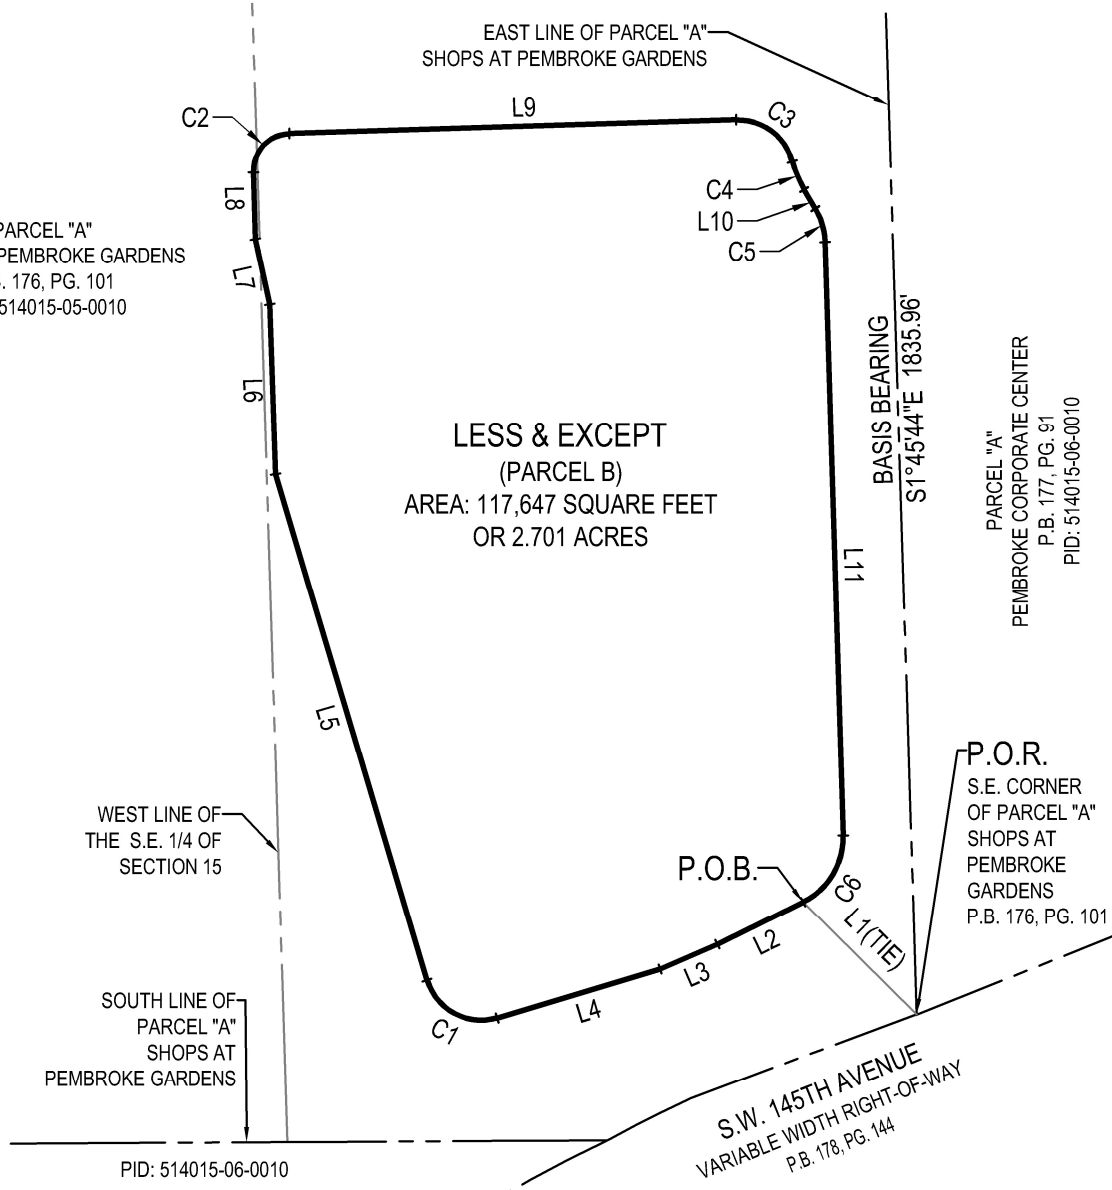 EAST LINE OF PARCEL "A"
SHOPS AT PEMBROKE GARDENS
C2
L9
C3
C4
L10
C5
L8
L7
L6
PARCEL "A"
PEMBROKE GARDENS
. 176, PG. 101
514015-05-0010
LESS & EXCEPT
(PARCEL B)
AREA: 117,647 SQUARE FEET
OR 2.701 ACRES
BASIS BEARING
S1°45'44"E 1835.96'
PARCEL "A"
PEMBROKE CORPORATE CENTER
P.B. 177, PG. 91
PID: 514015-06-0010
L11
L5
P.O.R.
S.E. CORNER
OF PARCEL "A"
SHOPS AT
PEMBROKE
GARDENS
P.B. 176, PG. 101
WEST LINE OF
THE S.E. 1/4 OF
SECTION 15
P.O.B.
C6
L1(TIE)
L2
L3
L4
C1
SOUTH LINE OF
PARCEL "A"
SHOPS AT
PEMBROKE GARDENS
S.W. 145TH AVENUE
VARIABLE WIDTH RIGHT-OF-WAY
P.B. 178, PG. 144
PID: 514015-06-0010